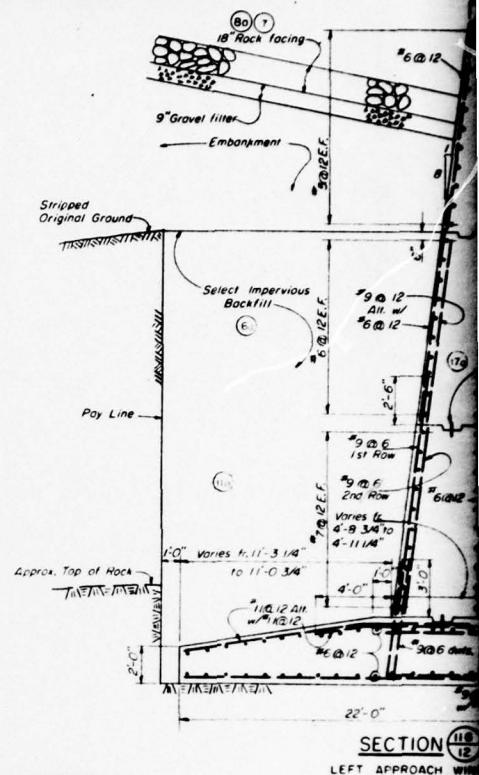 8a 7
18" Rock facing
#6 @ 12
9" Gravel filter
Embankment
8
#5 @ 12 E.F.
Stripped
Original Ground
Select Impervious
Backfill
#9 @ 12
Alt. w/
#6 @ 12
#6 @ 12 E.F.
17a
2'-6"
Pay Line
#9 @ 6
1st Row
#9 @ 6
2nd Row
#6 @ 12
#7 @ 12 E.F.
Varies fr.
4'-8 3/4" to
4'-11 1/4"
1'-0"
Varies fr. 11'-3 1/4"
to 11'-0 3/4"
1'-0"
Approx. Top of Rock
4'-0"
3'-0"
#11 @ 12 Alt.
w/ #11 @ 12
#6 @ 12
#9 @ 6 dwls.
2'-0"
22'-0"
SECTION 11@ 12
LEFT APPROACH